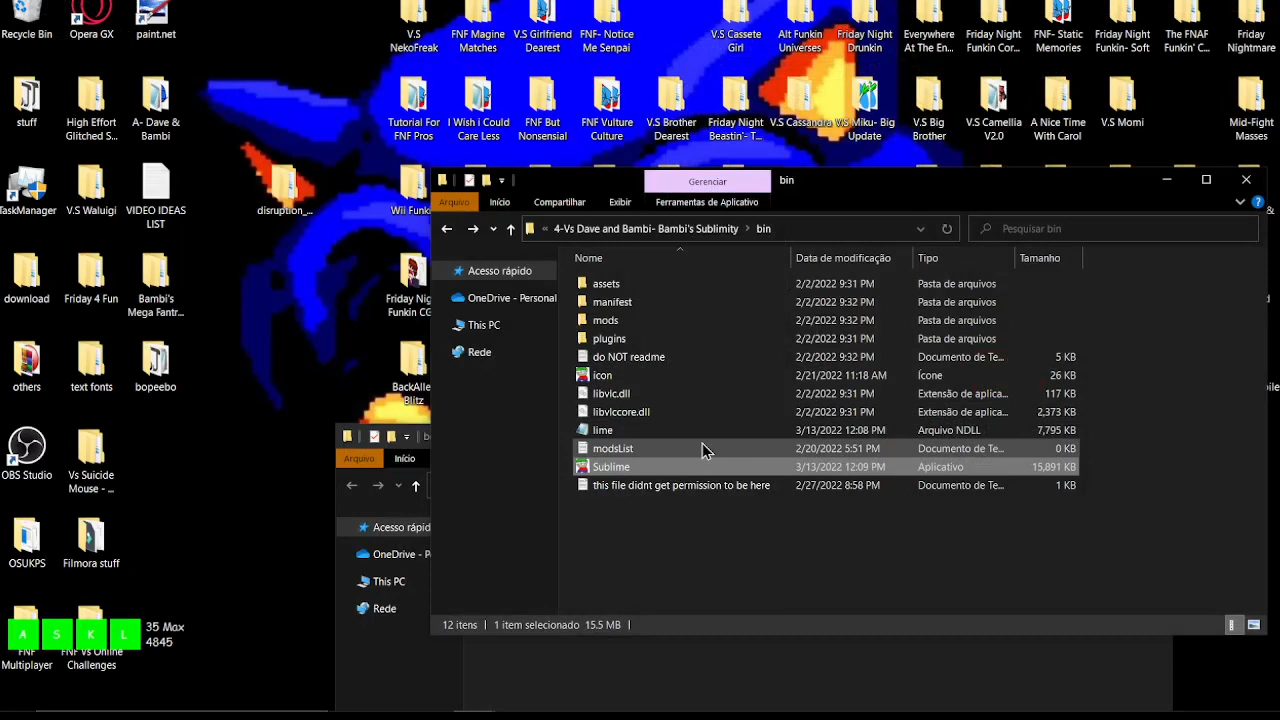 Recycle Bin
Opera GX
paint.net
V.S
NekoFreak
FNF Magine
Matches
V.S Girlfriend
Dearest
FNF- Notice
Me Senpai
V.S Cassete
Girl
Alt Funkin
Universes
Friday Night
Drunkin
Everywhere
At The En...
Friday Night
Funkin Cor...
FNF- Static
Memories
Friday Night
Funkin- Soft
The FNAF
Funkin' C...
Friday
Nightmare
stuff
High Effort
Glitched S...
A- Dave &
Bambi
Tutorial For
FNF Pros
I Wish i Could
Care Less
FNF But
Nonsensial
FNF Vulture
Culture
V.S Brother
Dearest
Friday Night
Beastin'- T...
V.S Cassandra
V.S Miku- Big
Update
V.S Big
Brother
V.S Camellia
V2.0
A Nice Time
With Carol
V.S Momi
Mid-Fight
Masses
TaskManager
V.S Waluigi
VIDEO IDEAS
LIST
disruption_...
Wii Funk
download
Friday 4 Fun
Bambi's
Mega Fantr...
Friday Nig
Funkin CG
others
text fonts
bopeebo
BackAlle
Blitz
OBS Studio
Vs Suicide
Mouse -...
OSUKPS
Filmora stuff
FNF
Multiplayer
FNF Vs Online
Challenges
A S K L
35 Max
4845
Gerenciar
bin
Arquivo Início Compartilhar Exibir Ferramentas de Aplicativo
« 4-Vs Dave and Bambi- Bambi's Sublimity > bin
Pesquisar bin
Nome Data de modificação Tipo Tamanho
Acesso rápido
OneDrive - Personal
This PC
Rede
assets 2/2/2022 9:31 PM Pasta de arquivos
manifest 2/2/2022 9:32 PM Pasta de arquivos
mods 2/2/2022 9:32 PM Pasta de arquivos
plugins 2/2/2022 9:31 PM Pasta de arquivos
do NOT readme 2/2/2022 9:32 PM Documento de Te... 5 KB
icon 2/21/2022 11:18 AM Ícone 26 KB
libvlc.dll 2/2/2022 9:31 PM Extensão de aplica... 117 KB
libvlccore.dll 2/2/2022 9:31 PM Extensão de aplica... 2,373 KB
lime 3/13/2022 12:08 PM Arquivo NDLL 7,795 KB
modsList 2/20/2022 5:51 PM Documento de Te... 0 KB
Sublime 3/13/2022 12:09 PM Aplicativo 15,891 KB
this file didnt get permission to be here 2/27/2022 8:58 PM Documento de Te... 1 KB
12 itens 1 item selecionado 15.5 MB
Arquivo Início
Acesso rápid
OneDrive - P
This PC
Rede